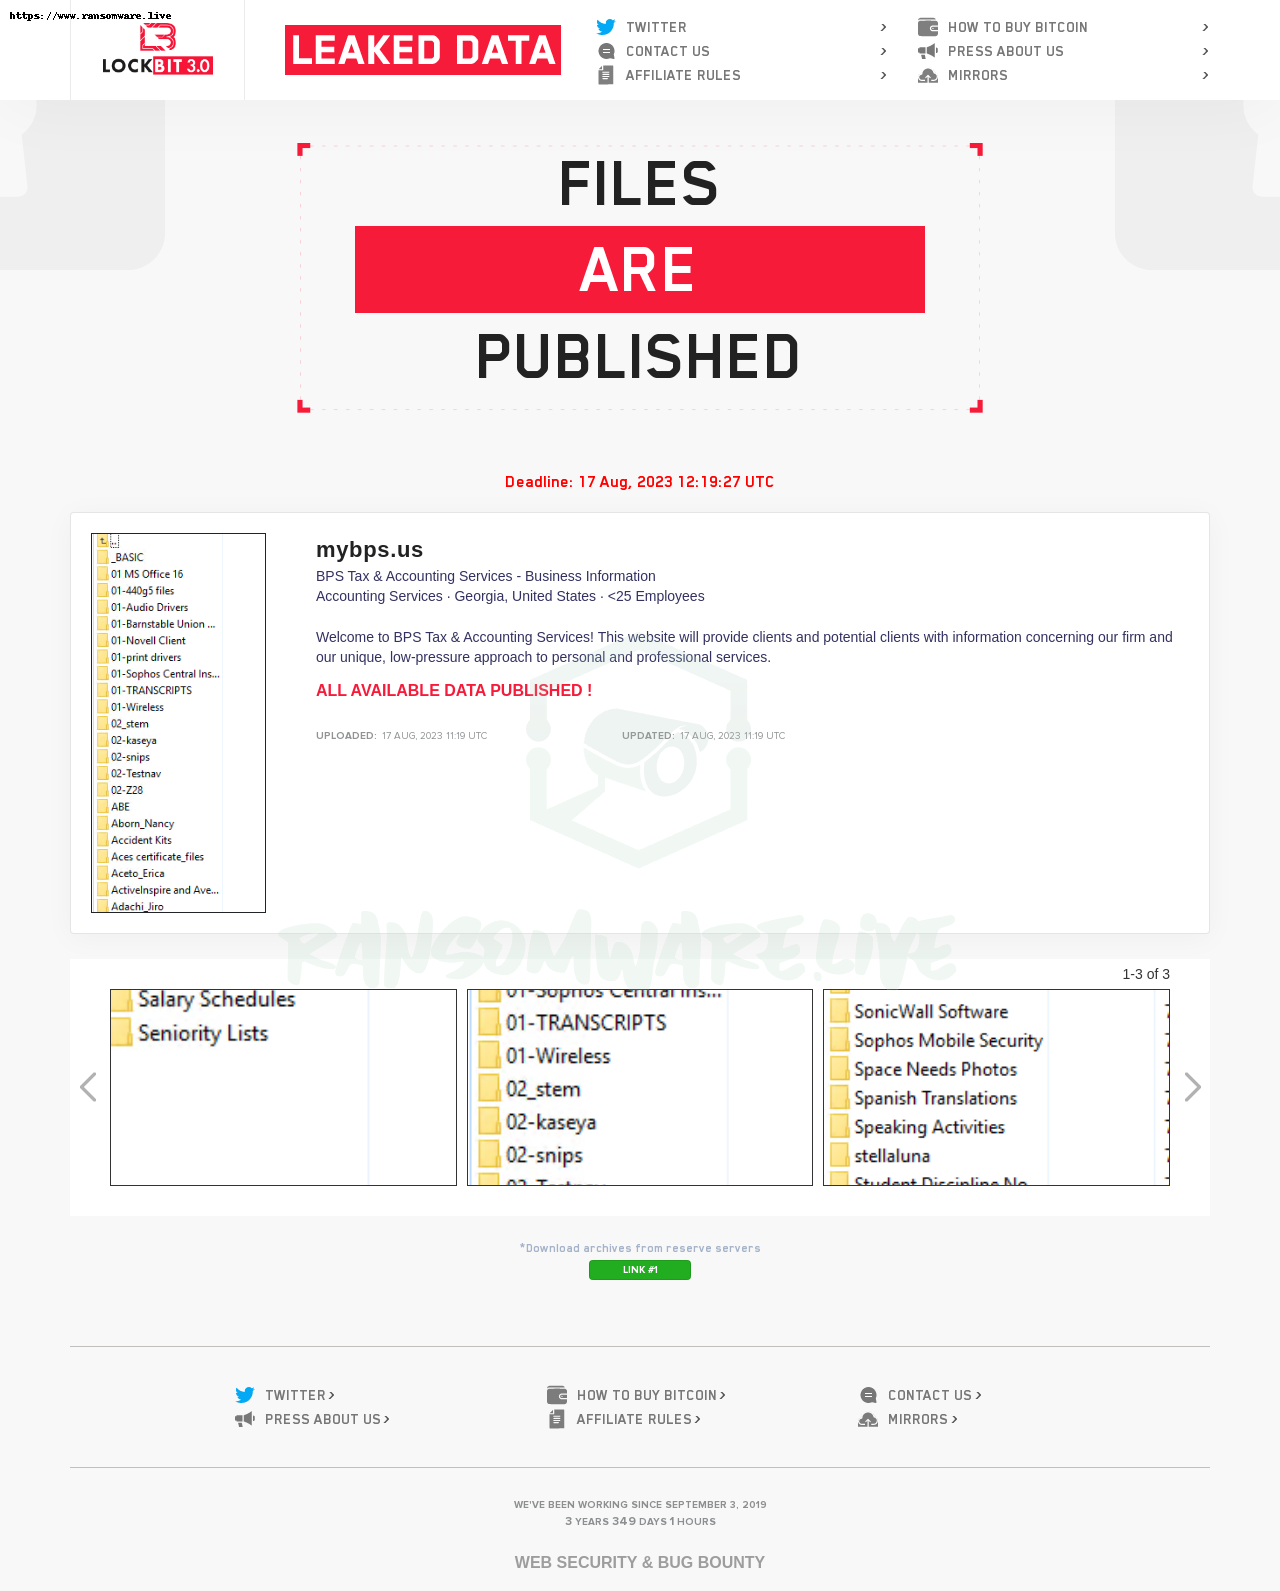 https://www.ransomware.live
LOCKBIT 3.0
LEAKED DATA
TWITTER >
CONTACT US >
AFFILIATE RULES >
HOW TO BUY BITCOIN >
PRESS ABOUT US >
MIRRORS >
FILES
ARE
PUBLISHED
Deadline: 17 Aug, 2023 12:19:27 UTC
..
_BASIC
01 MS Office 16
01-440g5 files
01-Audio Drivers
01-Barnstable Union ...
01-Novell Client
01-print drivers
01-Sophos Central Ins...
01-TRANSCRIPTS
01-Wireless
02_stem
02-kaseya
02-snips
02-Testnav
02-Z28
ABE
Aborn_Nancy
Accident Kits
Aces certificate_files
Aceto_Erica
ActiveInspire and Ave...
Adachi_Jiro
mybps.us
BPS Tax & Accounting Services - Business Information
Accounting Services · Georgia, United States · <25 Employees
Welcome to BPS Tax & Accounting Services! This website will provide clients and potential clients with information concerning our firm and
our unique, low-pressure approach to personal and professional services.
ALL AVAILABLE DATA PUBLISHED !
UPLOADED: 17 AUG, 2023 11:19 UTC
UPDATED: 17 AUG, 2023 11:19 UTC
RANSOMWARE.LIVE
1-3 of 3
Salary Schedules
Seniority Lists
01-Sophos Central Ins...
01-TRANSCRIPTS
01-Wireless
02_stem
02-kaseya
02-snips
02-Testnav
SonicWall Software
Sophos Mobile Security
Space Needs Photos
Spanish Translations
Speaking Activities
stellaluna
Student Discipline No
*Download archives from reserve servers
LINK #1
TWITTER >
PRESS ABOUT US >
HOW TO BUY BITCOIN >
AFFILIATE RULES >
CONTACT US >
MIRRORS >
WE'VE BEEN WORKING SINCE SEPTEMBER 3, 2019
3 YEARS 349 DAYS 1 HOURS
WEB SECURITY & BUG BOUNTY